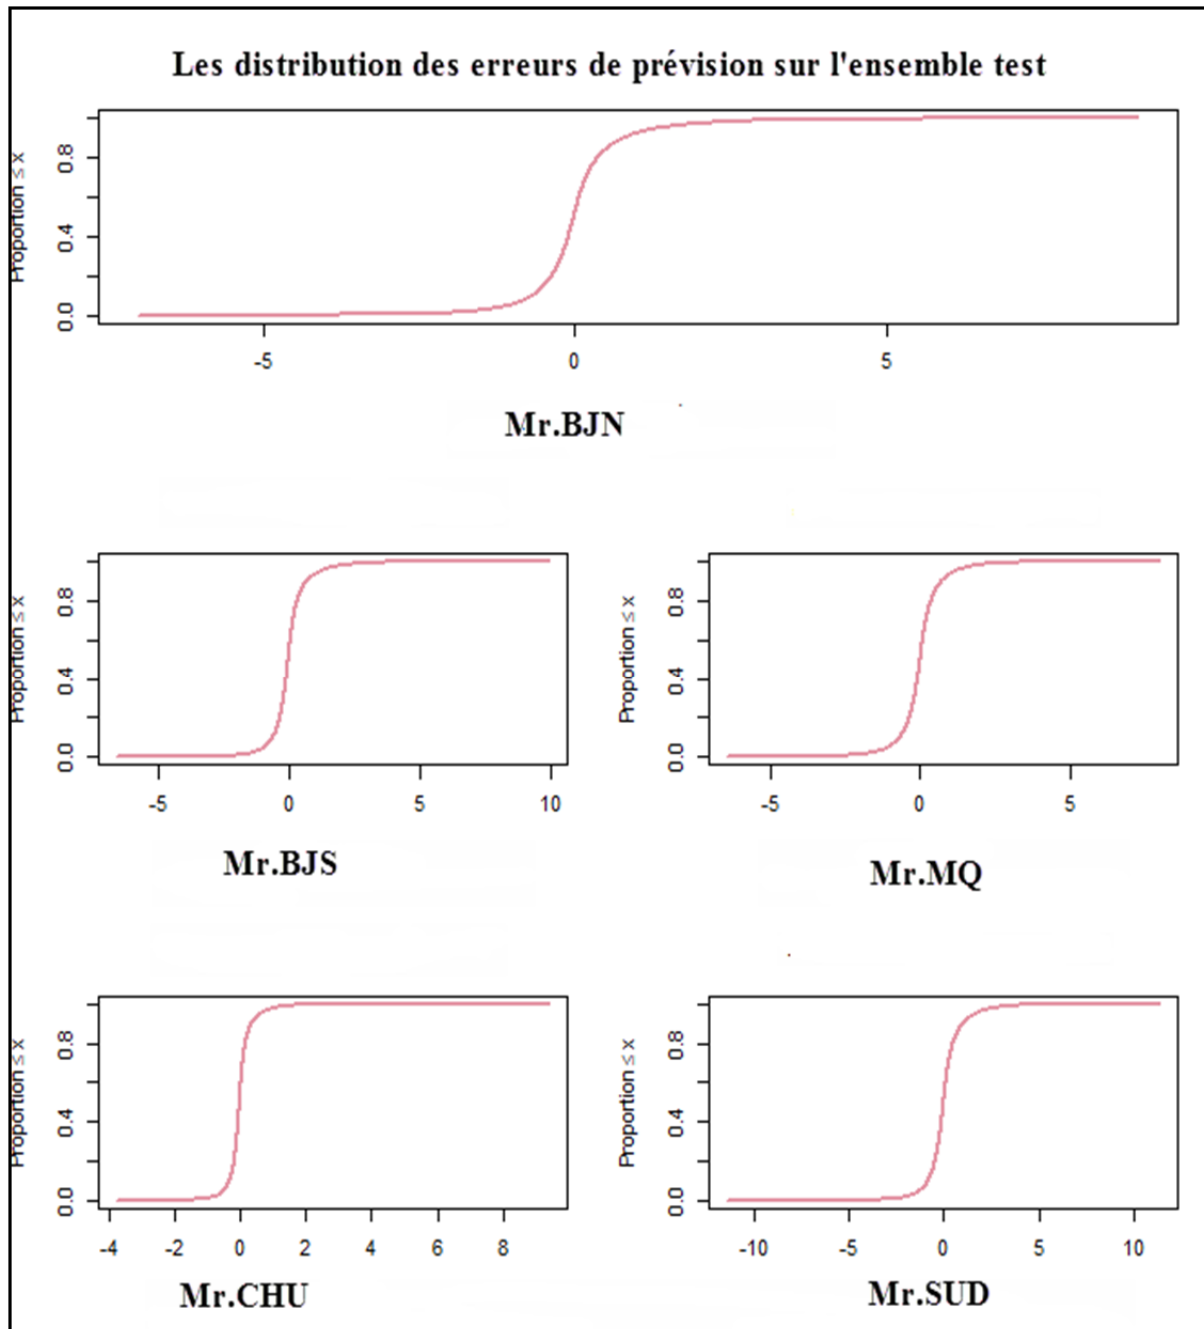 Les distribution des erreurs de prévision sur l'ensemble test
Proportion ≤ x
0.0 0.4 0.8
-5 0 5
Mr.BJN
Proportion ≤ x
0.0 0.4 0.8
-5 0 5 10
Mr.BJS
Proportion ≤ x
0.0 0.4 0.8
-5 0 5
Mr.MQ
Proportion ≤ x
0.0 0.4 0.8
-4 -2 0 2 4 6 8
Mr.CHU
Proportion ≤ x
0.0 0.4 0.8
-10 -5 0 5 10
Mr.SUD